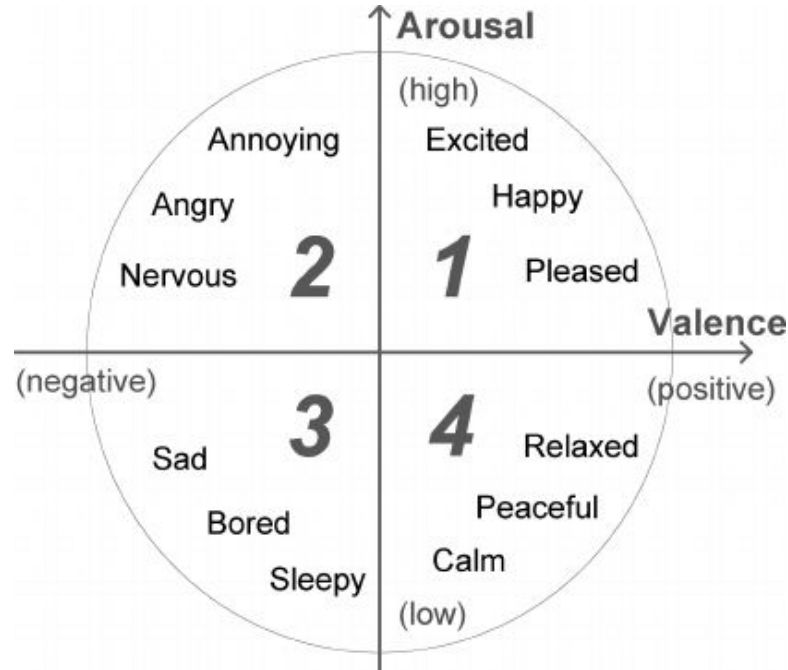 Arousal
(high)
Annoying
Excited
Angry
Happy
Nervous
2
1
Pleased
Valence
(negative)
(positive)
3
4
Sad
Relaxed
Bored
Peaceful
Sleepy
Calm
(low)